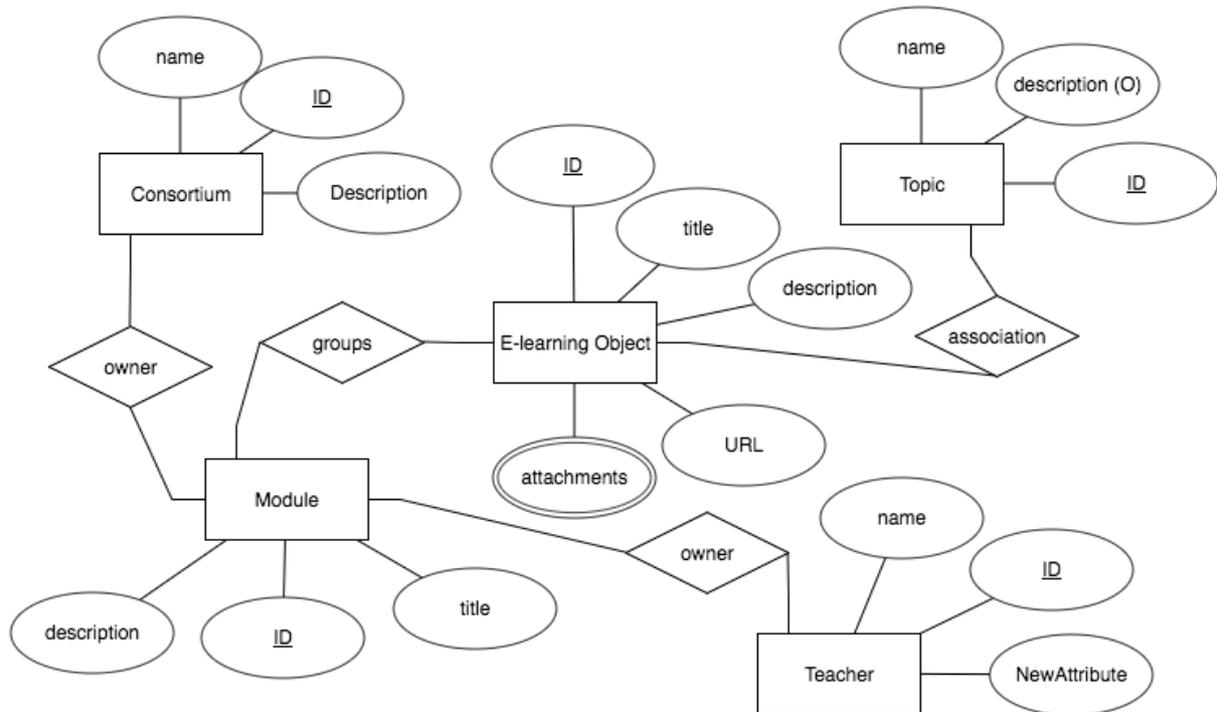 name
ID
Consortium
Description
name
description (O)
Topic
ID
ID
title
description
groups
E-learning Object
association
owner
URL
attachments
Module
name
owner
ID
title
description
ID
Teacher
NewAttribute